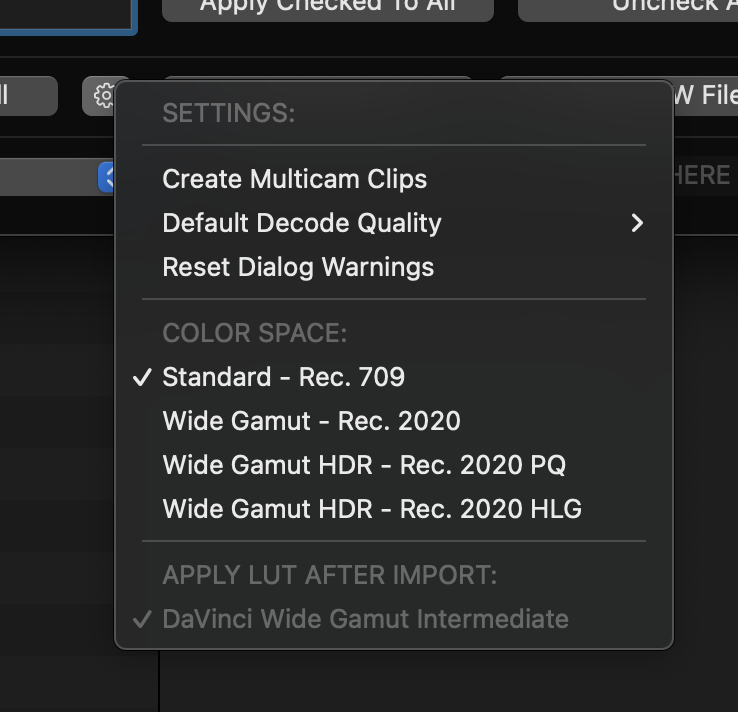 Apply Checked To All
Uncheck A
ll
W File
HERE
SETTINGS:
Create Multicam Clips
Default Decode Quality
Reset Dialog Warnings
COLOR SPACE:
Standard - Rec. 709
Wide Gamut - Rec. 2020
Wide Gamut HDR - Rec. 2020 PQ
Wide Gamut HDR - Rec. 2020 HLG
APPLY LUT AFTER IMPORT:
DaVinci Wide Gamut Intermediate